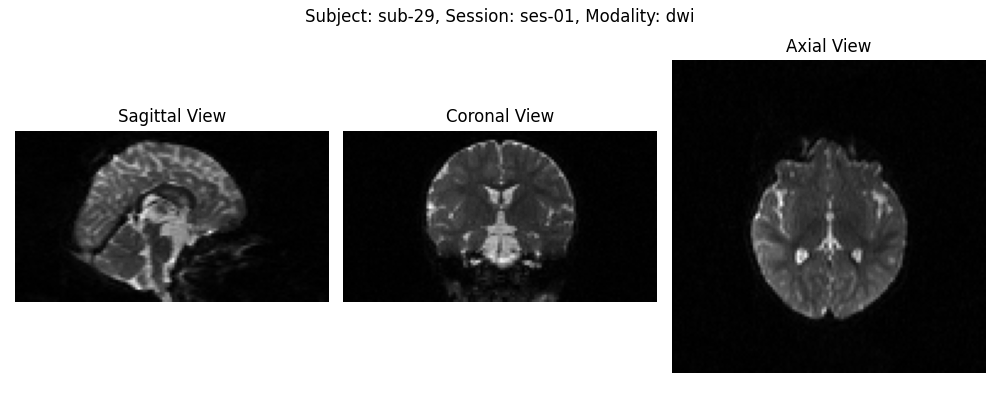 Subject: sub-29, Session: ses-01, Modality: dwi
Axial View
Sagittal View
Coronal View